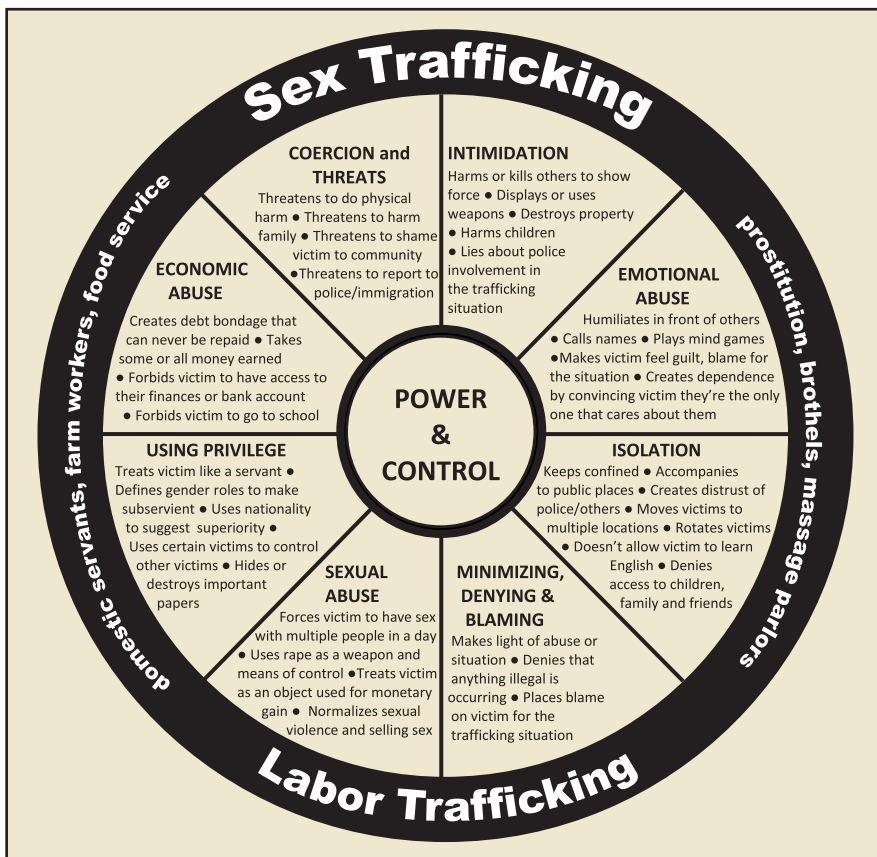 Sex Trafficking
COERCION and
THREATS
Threatens to do physical
harm ● Threatens to harm
family ● Threatens to shame
victim to community
●Threatens to report to
police/immigration
INTIMIDATION
Harms or kills others to show
force ● Displays or uses
weapons ● Destroys property
● Harms children
● Lies about police
involvement in
the trafficking
situation
EMOTIONAL
ABUSE
Humiliates in front of others
● Calls names ● Plays mind games
●Makes victim feel guilt, blame for
the situation ● Creates dependence
by convincing victim they're the only
one that cares about them
ISOLATION
Keeps confined ● Accompanies
to public places ● Creates distrust of
police/others ● Moves victims to
multiple locations ● Rotates victims
● Doesn't allow victim to learn
English ● Denies
access to children,
family and friends
MINIMIZING,
DENYING &
BLAMING
Makes light of abuse or
situation ● Denies that
anything illegal is
occurring ● Places blame
on victim for the
trafficking situation
SEXUAL
ABUSE
Forces victim to have sex
with multiple people in a day
● Uses rape as a weapon and
means of control ●Treats victim
as an object used for monetary
gain ● Normalizes sexual
violence and selling sex
USING PRIVILEGE
Treats victim like a servant ●
Defines gender roles to make
subservient ● Uses nationality
to suggest superiority ●
Uses certain victims to control
other victims ● Hides or
destroys important
papers
ECONOMIC
ABUSE
Creates debt bondage that
can never be repaid ● Takes
some or all money earned
● Forbids victim to have access to
their finances or bank account
● Forbids victim to go to school
POWER
&
CONTROL
prostitution, brothels, massage parlors
domestic servants, farm workers, food service
Labor Trafficking